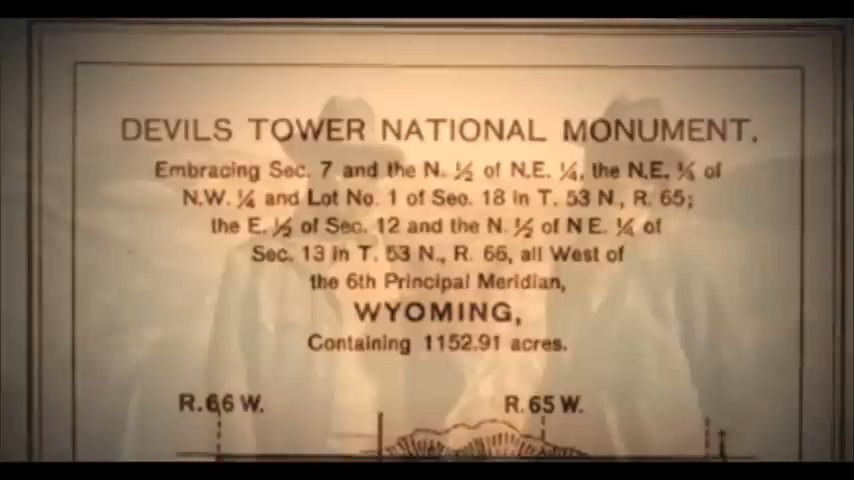 DEVILS TOWER NATIONAL MONUMENT.
Embracing Sec. 7 and the N. ½ of N.E. ¼, the N.E. ¼ of
N.W. ¼ and Lot No. 1 of Sec. 18 in T. 53 N., R. 65;
the E. ½ of Sec. 12 and the N. ½ of N E. ¼ of
Sec. 13 in T. 53 N., R. 66, all West of
the 6th Principal Meridian,
WYOMING,
Containing 1152.91 acres.
R.66 W. R.65 W.